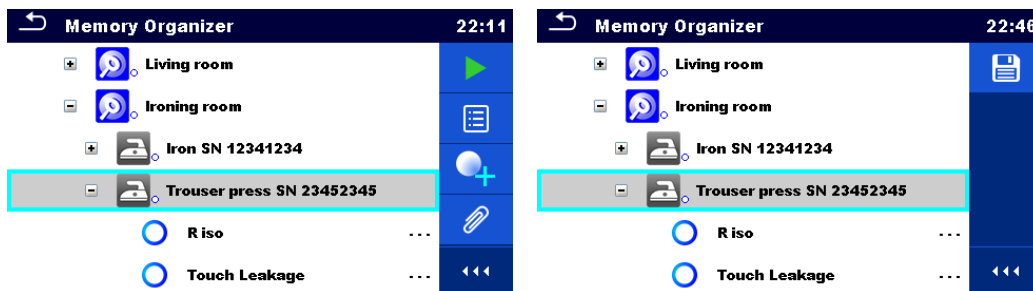 Memory Organizer 22:11
Living room
Ironing room
Iron SN 12341234
Trouser press SN 23452345
R iso ...
Touch Leakage ...
Memory Organizer 22:46
Living room
Ironing room
Iron SN 12341234
Trouser press SN 23452345
R iso ...
Touch Leakage ...